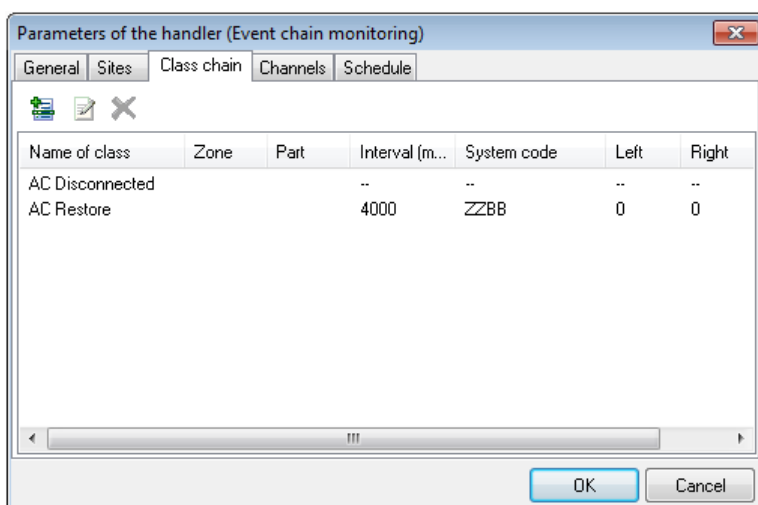 Parameters of the handler (Event chain monitoring)
General Sites Class chain Channels Schedule
Name of class Zone Part Interval (m... System code Left Right
AC Disconnected -- -- -- --
AC Restore 4000 ZZBB 0 0
OK Cancel